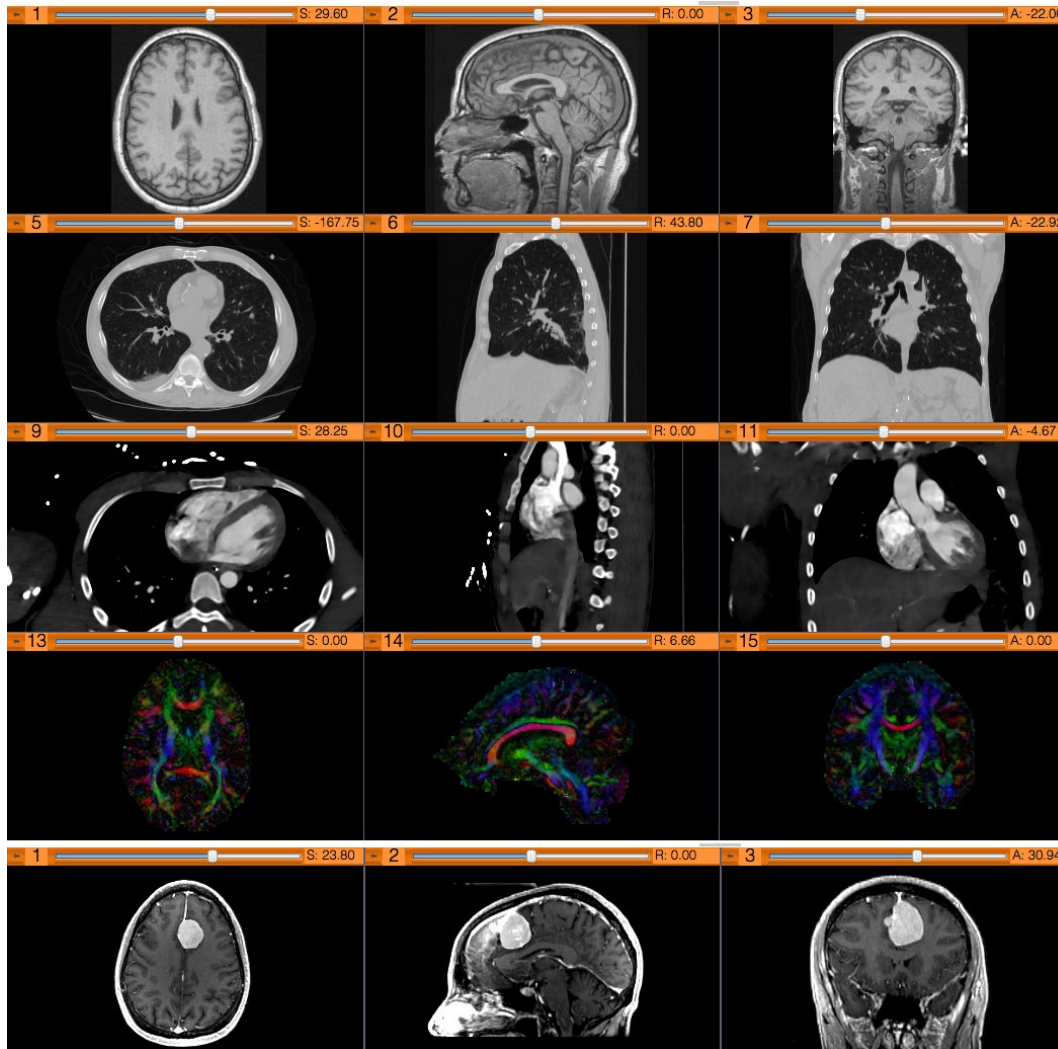 1 S: 29.60 2 R: 0.00 3 A: -22.00
5 S: -167.75 6 R: 43.80 7
9 S: 28.25 10 R: 0.00 11 A: -4.67
13 S: 0.00 14 R: 6.66 15 A: 0.00
1 S: 23.80 2 R: 0.00 3 A: 30.94